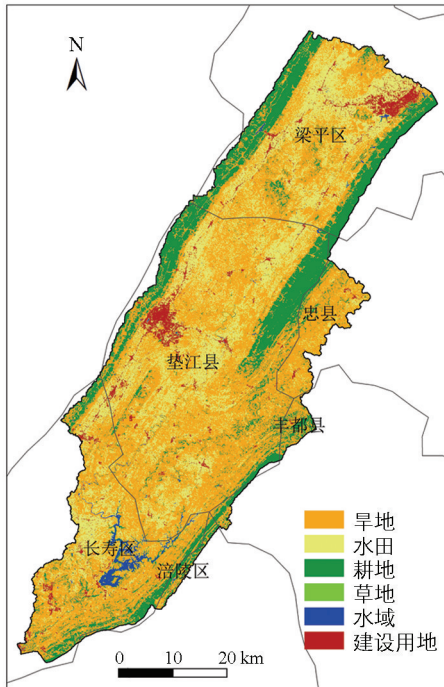 N
梁平区
忠县
垫江县
丰都县
长寿区
涪陵区
旱地
水田
耕地
草地
水域
建设用地
0 10 20 km